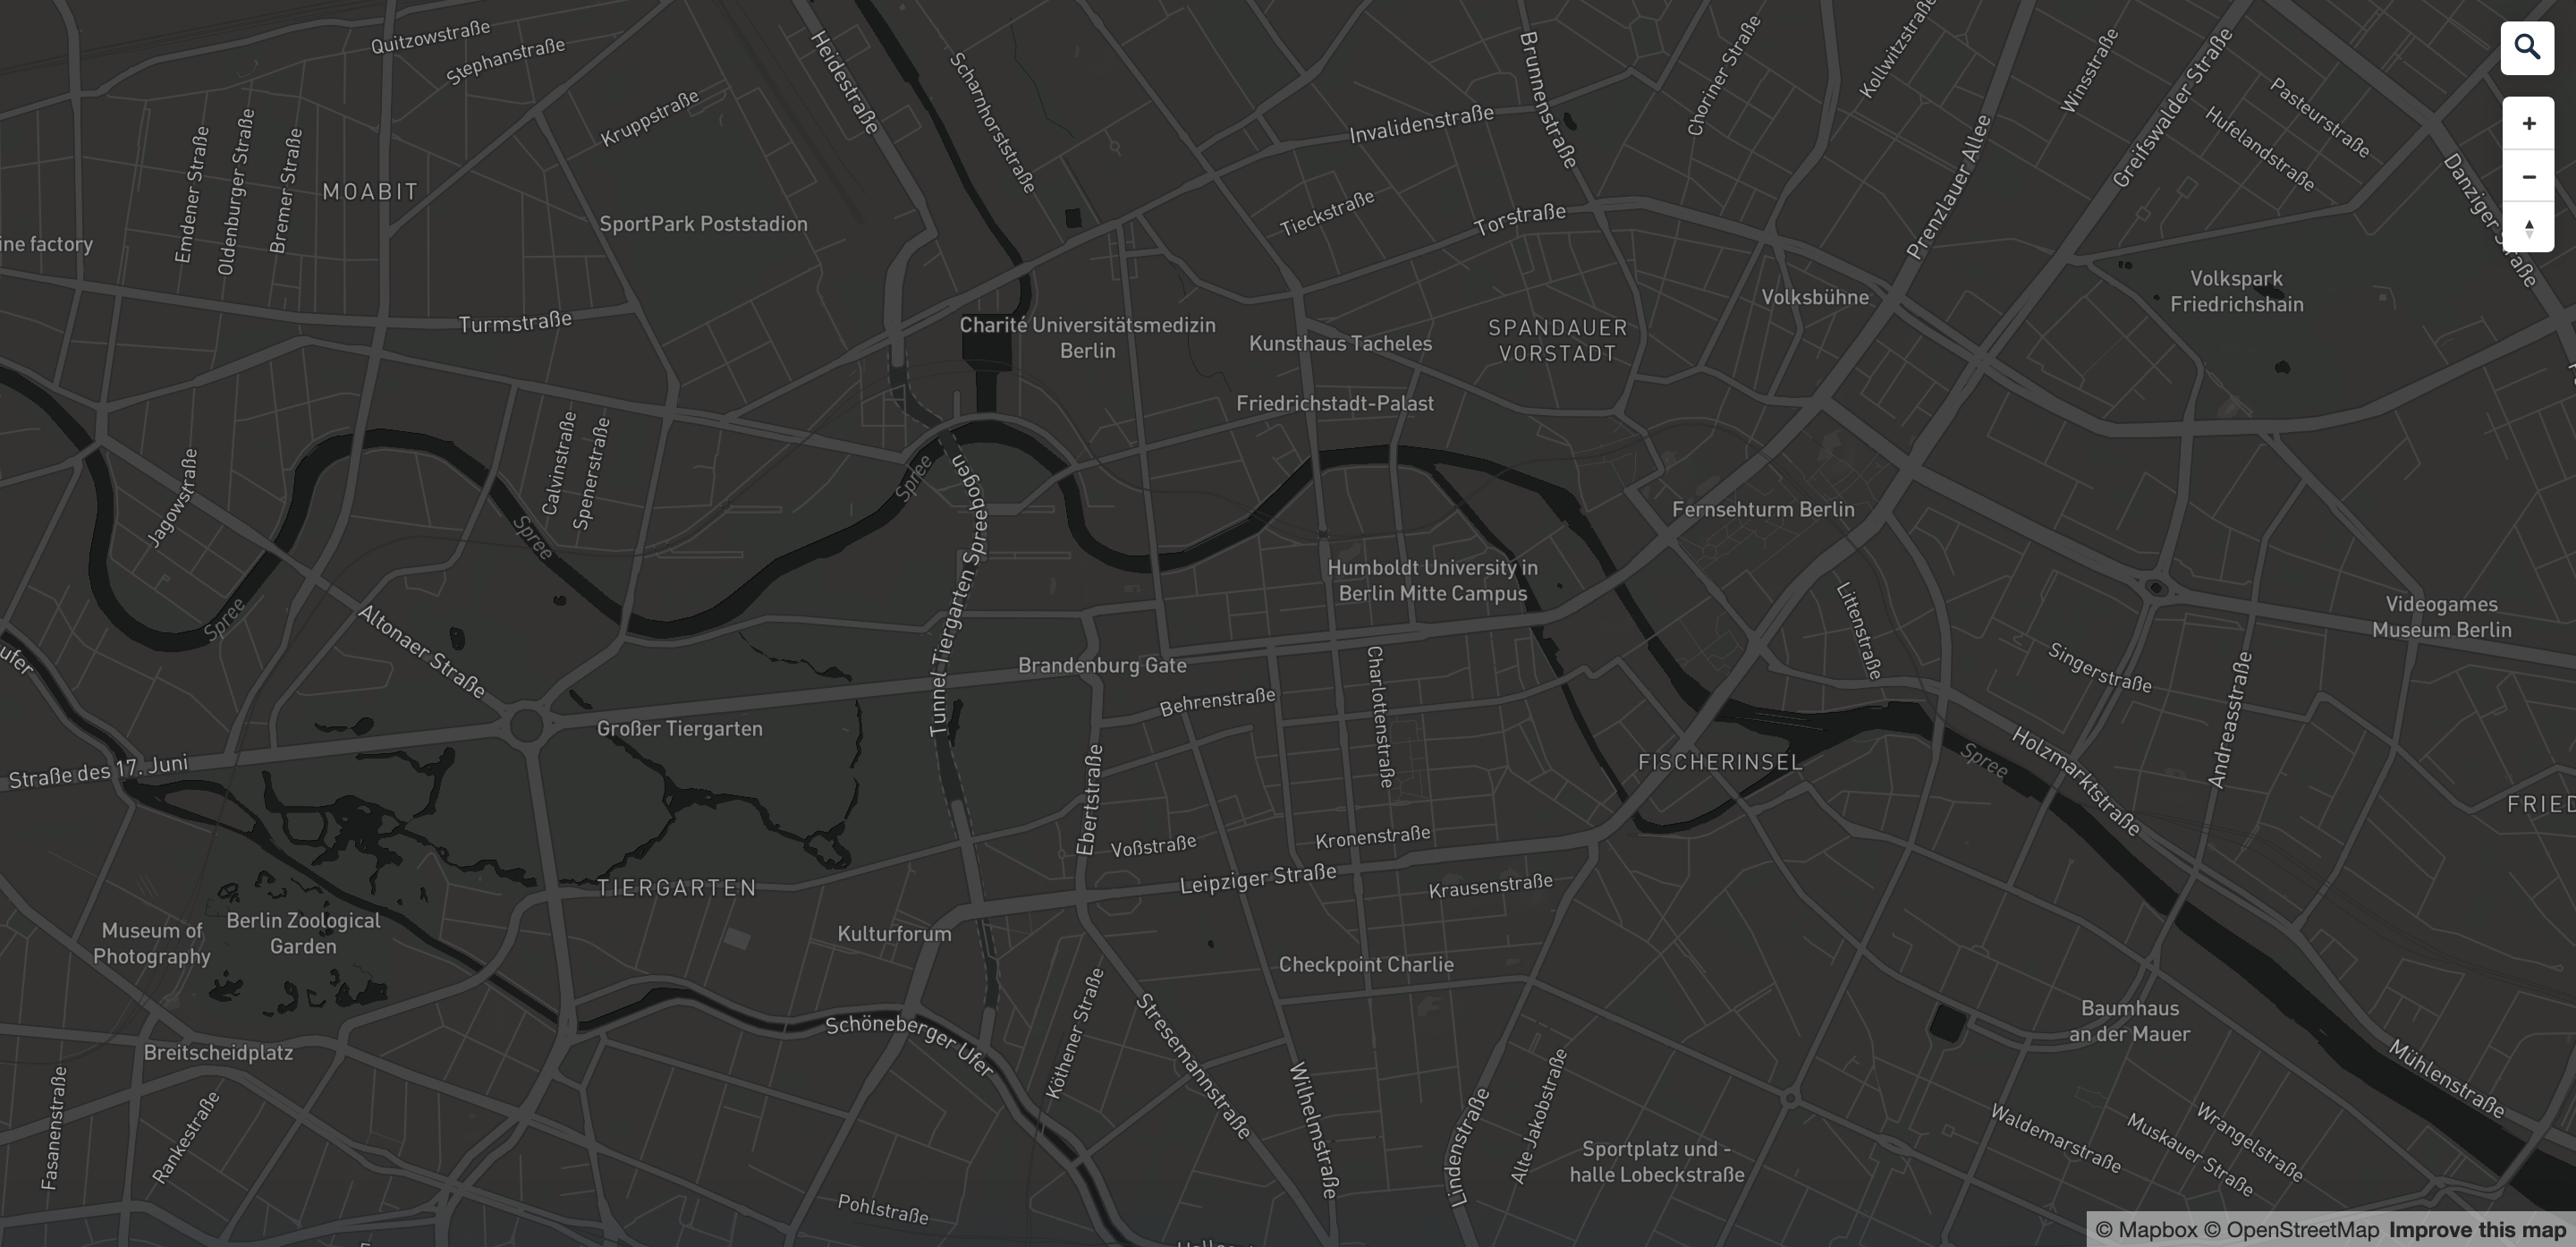 Quitzowstraße
Stephanstraße
Kruppstraße
Heidestraße
Scharnhorststraße
Invalidenstraße
Brunnenstraße
Choriner Straße
Kollwitzstraße
Winsstraße
Greifswalder Straße
Pasteurstraße
Hufelandstraße
Danziger Straße
Prenzlauer Allee
Emdener Straße
Oldenburger Straße
Bremer Straße
MOABIT
SportPark Poststadion
Tieckstraße
Torstraße
ine factory
Turmstraße
Charité Universitätsmedizin
Berlin
Kunsthaus Tacheles
SPANDAUER
VORSTADT
Volksbühne
Volkspark
Friedrichshain
Friedrichstadt-Palast
Jagowstraße
Calvinstraße
Spenerstraße
Spree
Spree
Spree
Tunnel Tiergarten Spreebogen
Fernsehturm Berlin
Humboldt University in
Berlin Mitte Campus
Littenstraße
Videogames
Museum Berlin
ufer
Altonaer Straße
Brandenburg Gate
Behrenstraße
Charlottenstraße
Singerstraße
Andreasstraße
Straße des 17. Juni
Großer Tiergarten
Ebertstraße
FISCHERINSEL
Spree
Holzmarktstraße
FRIED
Voßstraße
Kronenstraße
Leipziger Straße
Krausenstraße
TIERGARTEN
Museum of
Photography
Berlin Zoological
Garden
Kulturforum
Checkpoint Charlie
Breitscheidplatz
Schöneberger Ufer
Köthener Straße
Stresemannstraße
Wilhelmstraße
Lindenstraße
Alte Jakobstraße
Baumhaus
an der Mauer
Mühlenstraße
Fasanenstraße
Rankestraße
Pohlstraße
Sportplatz und -
halle Lobeckstraße
Waldemarstraße
Muskauer Straße
Wrangelstraße
© Mapbox © OpenStreetMap Improve this map